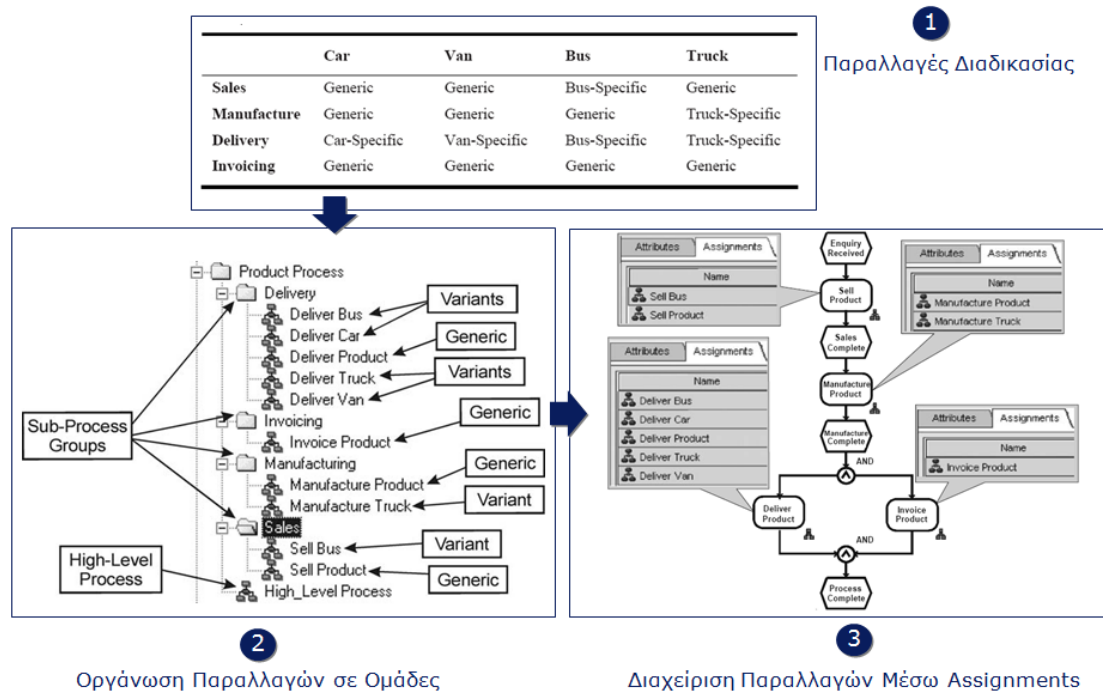 1
Παραλλαγές Διαδικασίας
Car Van Bus Truck
Sales Generic Generic Bus-Specific Generic
Manufacture Generic Generic Generic Truck-Specific
Delivery Car-Specific Van-Specific Bus-Specific Truck-Specific
Invoicing Generic Generic Generic Generic
Product Process
Delivery
Deliver Bus
Deliver Car
Deliver Product
Deliver Truck
Deliver Van
Invoicing
Invoice Product
Manufacturing
Manufacture Product
Manufacture Truck
Sales
Sell Bus
Sell Product
High_Level Process
Variants
Generic
Variants
Generic
Generic
Variant
Variant
Generic
Sub-Process
Groups
High-Level
Process
2
Οργάνωση Παραλλαγών σε Ομάδες
Attributes Assignments
Name
Sell Bus
Sell Product
Attributes Assignments
Name
Deliver Bus
Deliver Car
Deliver Product
Deliver Truck
Deliver Van
Enquiry
Received
Sell
Product
Sales
Complete
Manufacture
Product
Manufacture
Complete
AND
Deliver
Product
Invoice
Product
AND
Process
Complete
Attributes Assignments
Name
Manufacture Product
Manufacture Truck
Attributes Assignments
Name
Invoice Product
3
Διαχείριση Παραλλαγών Μέσω Assignments